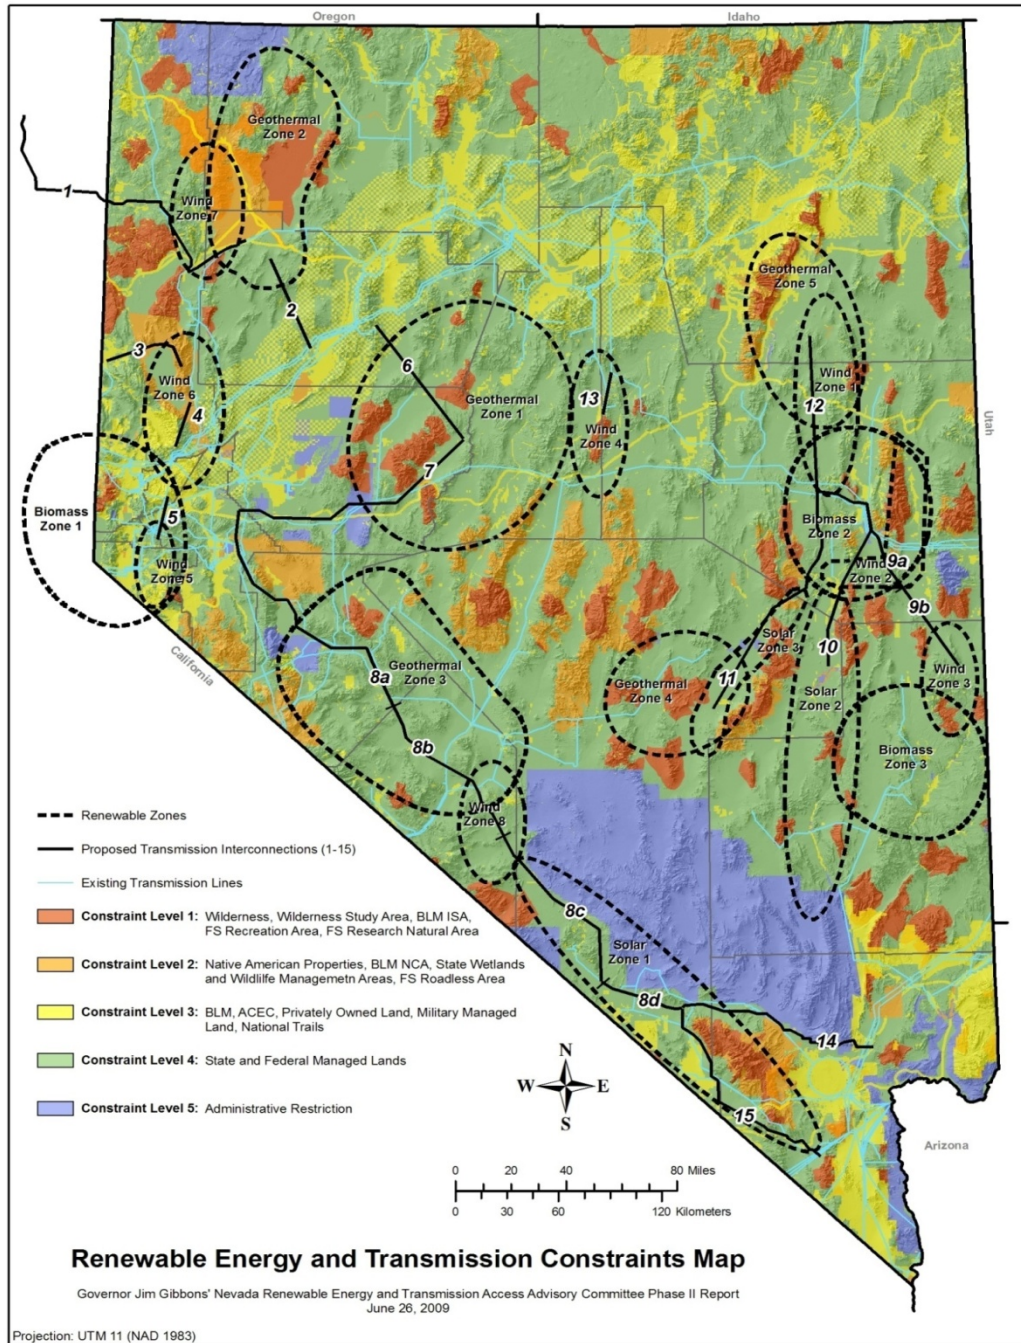 Oregon
Idaho
Geothermal
Zone 2
1
Wind
Zone 7
Geothermal
Zone 5
2
3
Wind
Zone 6
4
6
Geothermal
Zone 1
13
Wind
Zone 4
Wind
Zone 1
12
Utah
7
Biomass
Zone 1
5
Wind
Zone 5
Biomass
Zone 2
Wind
Zone 2
9a
9b
California
8a
Geothermal
Zone 3
8b
Geothermal
Zone 4
11
Solar
Zone 3
10
Solar
Zone 2
Wind
Zone 3
Biomass
Zone 3
Wind
Zone 8
8c
Solar
Zone 1
8d
14
15
Arizona
Renewable Zones
Proposed Transmission Interconnections (1-15)
Existing Transmission Lines
Constraint Level 1: Wilderness, Wilderness Study Area, BLM ISA,
FS Recreation Area, FS Research Natural Area
Constraint Level 2: Native American Properties, BLM NCA, State Wetlands
and Wildlilfe Managemetn Areas, FS Roadless Area
Constraint Level 3: BLM, ACEC, Privately Owned Land, Military Managed
Land, National Trails
Constraint Level 4: State and Federal Managed Lands
Constraint Level 5: Administrative Restriction
N
W E
S
0 20 40 80 Miles
0 30 60 120 Kilometers
Renewable Energy and Transmission Constraints Map
Governor Jim Gibbons' Nevada Renewable Energy and Transmission Access Advisory Committee Phase II Report
June 26, 2009
Projection: UTM 11 (NAD 1983)